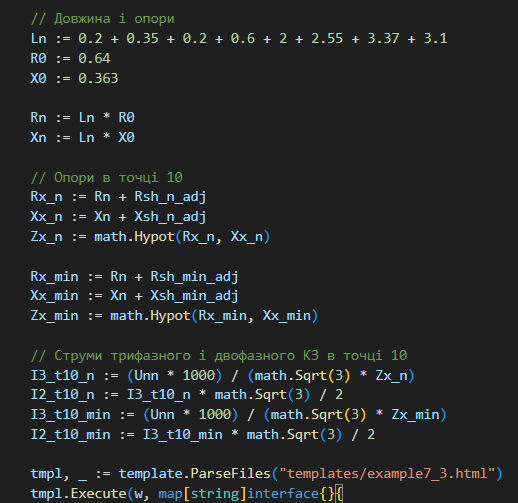 // Довжина і опори
Ln := 0.2 + 0.35 + 0.2 + 0.6 + 2 + 2.55 + 3.37 + 3.1
R0 := 0.64
X0 := 0.363
Rn := Ln * R0
Xn := Ln * X0
// Опори в точці 10
Rx_n := Rn + Rsh_n_adj
Xx_n := Xn + Xsh_n_adj
Zx_n := math.Hypot(Rx_n, Xx_n)
Rx_min := Rn + Rsh_min_adj
Xx_min := Xn + Xsh_min_adj
Zx_min := math.Hypot(Rx_min, Xx_min)
// Струми трифазного і двофазного КЗ в точці 10
I3_t10_n := (Unn * 1000) / (math.Sqrt(3) * Zx_n)
I2_t10_n := I3_t10_n * math.Sqrt(3) / 2
I3_t10_min := (Unn * 1000) / (math.Sqrt(3) * Zx_min)
I2_t10_min := I3_t10_min * math.Sqrt(3) / 2
tmpl, _ := template.ParseFiles("templates/example7_3.html")
tmpl.Execute(w, map[string]interface{}{